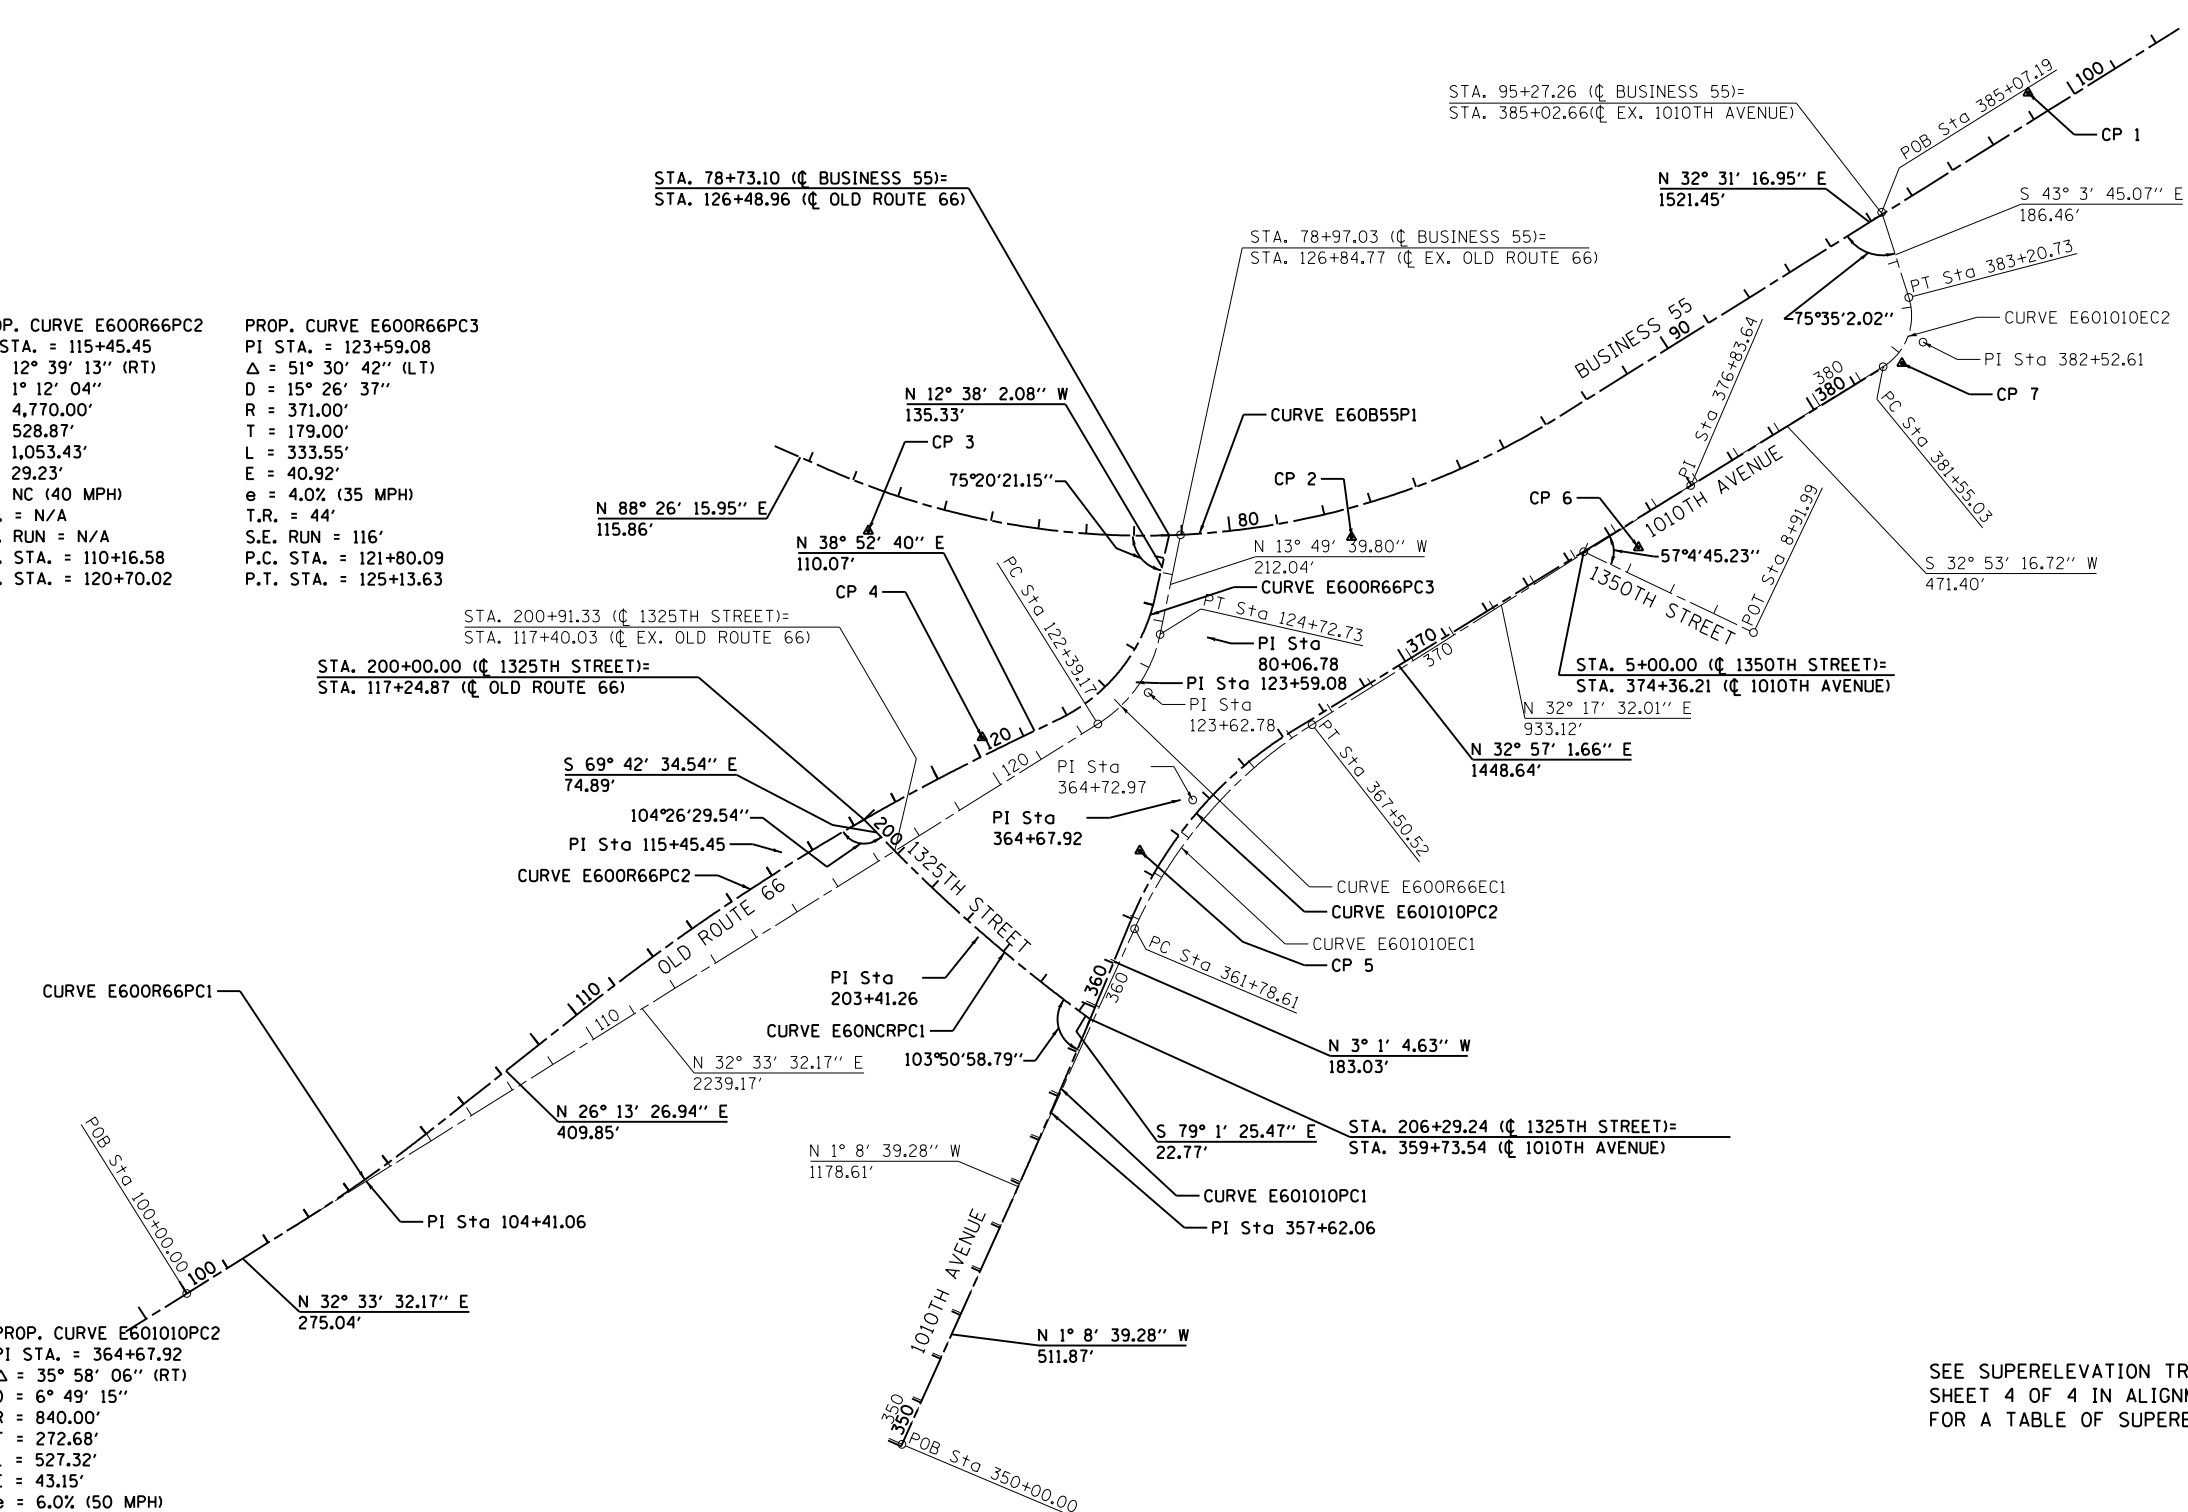 STA. 95+27.26 (℄ BUSINESS 55)=
STA. 385+02.66(℄ EX. 1010TH AVENUE)
POB Sta 385+07.19
100
CP 1
STA. 78+73.10 (℄ BUSINESS 55)=
STA. 126+48.96 (℄ OLD ROUTE 66)
N 32° 31' 16.95'' E
1521.45'
S 43° 3' 45.07'' E
186.46'
STA. 78+97.03 (℄ BUSINESS 55)=
STA. 126+84.77 (℄ EX. OLD ROUTE 66)
PT Sta 383+20.73
75°35'2.02''
CURVE E601010EC2
PI Sta 382+52.61
CP 7
BUSINESS 55
90
PI Sta 376+83.64
380
380
PC Sta 381+55.03
PROP. CURVE E600R66PC3
PI STA. = 123+59.08
Δ = 51° 30' 42'' (LT)
D = 15° 26' 37''
R = 371.00'
T = 179.00'
L = 333.55'
E = 40.92'
e = 4.0% (35 MPH)
T.R. = 44'
S.E. RUN = 116'
P.C. STA. = 121+80.09
P.T. STA. = 125+13.63
OP. CURVE E600R66PC2
STA. = 115+45.45
12° 39' 13'' (RT)
1° 12' 04''
4,770.00'
528.87'
1,053.43'
29.23'
NC (40 MPH)
. = N/A
. RUN = N/A
. STA. = 110+16.58
. STA. = 120+70.02
N 12° 38' 2.08'' W
135.33'
CP 3
CURVE E60B55P1
75°20'21.15''
CP 2
80
N 88° 26' 15.95'' E
115.86'
N 38° 52' 40'' E
110.07'
N 13° 49' 39.80'' W
212.04'
CP 6
1010TH AVENUE
57°4'45.23''
1350TH STREET
POT Sta 8+91.99
S 32° 53' 16.72'' W
471.40'
CURVE E600R66PC3
CP 4
PC Sta 122+39.17
PT Sta 124+72.73
STA. 200+91.33 (℄ 1325TH STREET)=
STA. 117+40.03 (℄ EX. OLD ROUTE 66)
STA. 200+00.00 (℄ 1325TH STREET)=
STA. 117+24.87 (℄ OLD ROUTE 66)
PI Sta
80+06.78
PI Sta 123+59.08
PI Sta
123+62.78
370
370
STA. 5+00.00 (℄ 1350TH STREET)=
STA. 374+36.21 (℄ 1010TH AVENUE)
N 32° 17' 32.01'' E
933.12'
N 32° 57' 1.66'' E
1448.64'
120
120
S 69° 42' 34.54'' E
74.89'
PI Sta
364+72.97
PI Sta
364+67.92
PT Sta 367+50.52
104°26'29.54''
200
1325TH STREET
PI Sta 115+45.45
CURVE E600R66PC2
CURVE E600R66EC1
CURVE E601010PC2
CURVE E601010EC1
CP 5
OLD ROUTE 66
PC Sta 361+78.61
CURVE E600R66PC1
PI Sta
203+41.26
110
110
360
360
CURVE E60NCRPC1
103°50'58.79''
N 3° 1' 4.63'' W
183.03'
N 32° 33' 32.17'' E
2239.17'
N 26° 13' 26.94'' E
409.85'
S 79° 1' 25.47'' E
22.77'
STA. 206+29.24 (℄ 1325TH STREET)=
STA. 359+73.54 (℄ 1010TH AVENUE)
N 1° 8' 39.28'' W
1178.61'
CURVE E601010PC1
PI Sta 357+62.06
POB Sta 100+00.00
PI Sta 104+41.06
100
N 32° 33' 32.17'' E
275.04'
1010TH AVENUE
N 1° 8' 39.28'' W
511.87'
350
350
POB Sta 350+00.00
PROP. CURVE E601010PC2
PI STA. = 364+67.92
Δ = 35° 58' 06'' (RT)
D = 6° 49' 15''
R = 840.00'
T = 272.68'
L = 527.32'
E = 43.15'
e = 6.0% (50 MPH)
SEE SUPERELEVATION TR
SHEET 4 OF 4 IN ALIGNM
FOR A TABLE OF SUPERE